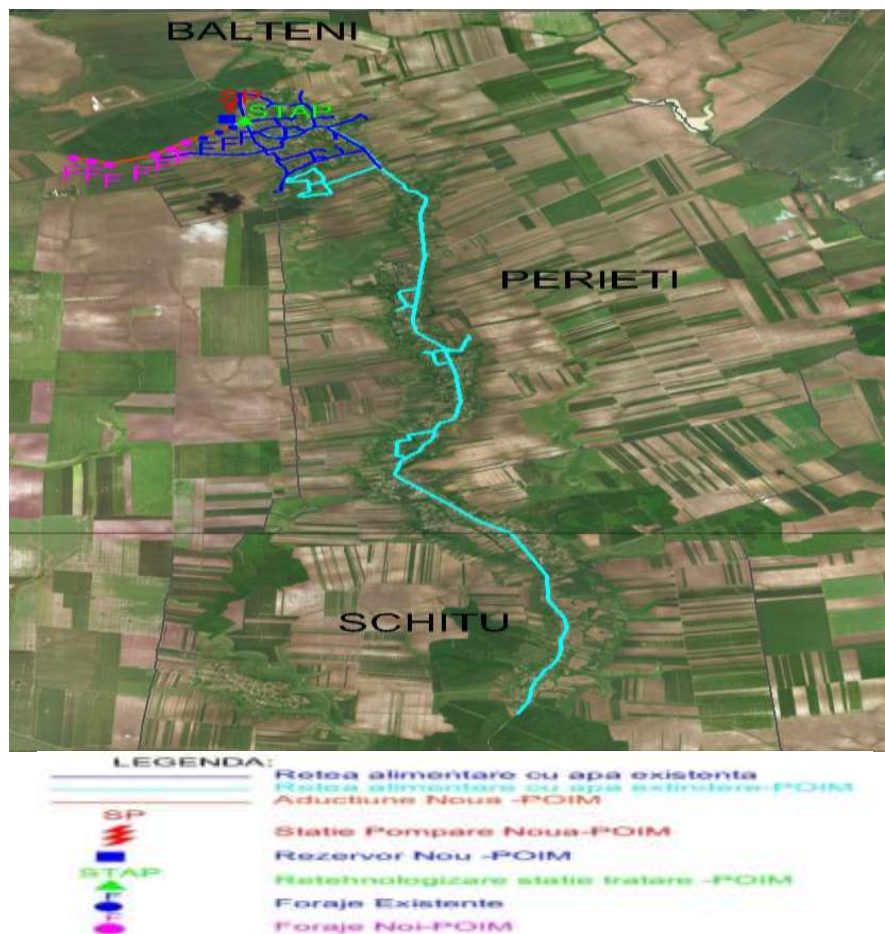 BALTENI
SP
STAP
F F F
F F F F F F
PERIETI
SCHITU
LEGENDA:
Retea alimentare cu apa existenta
Retea alimentare cu apa extindere-POIM
Aductiune Noua -POIM
SP
Statie Pompare Noua-POIM
Rezervor Nou -POIM
STAP
Retehnologizare statie tratare -POIM
F
Foraje Existente
F
Foraje Noi-POIM